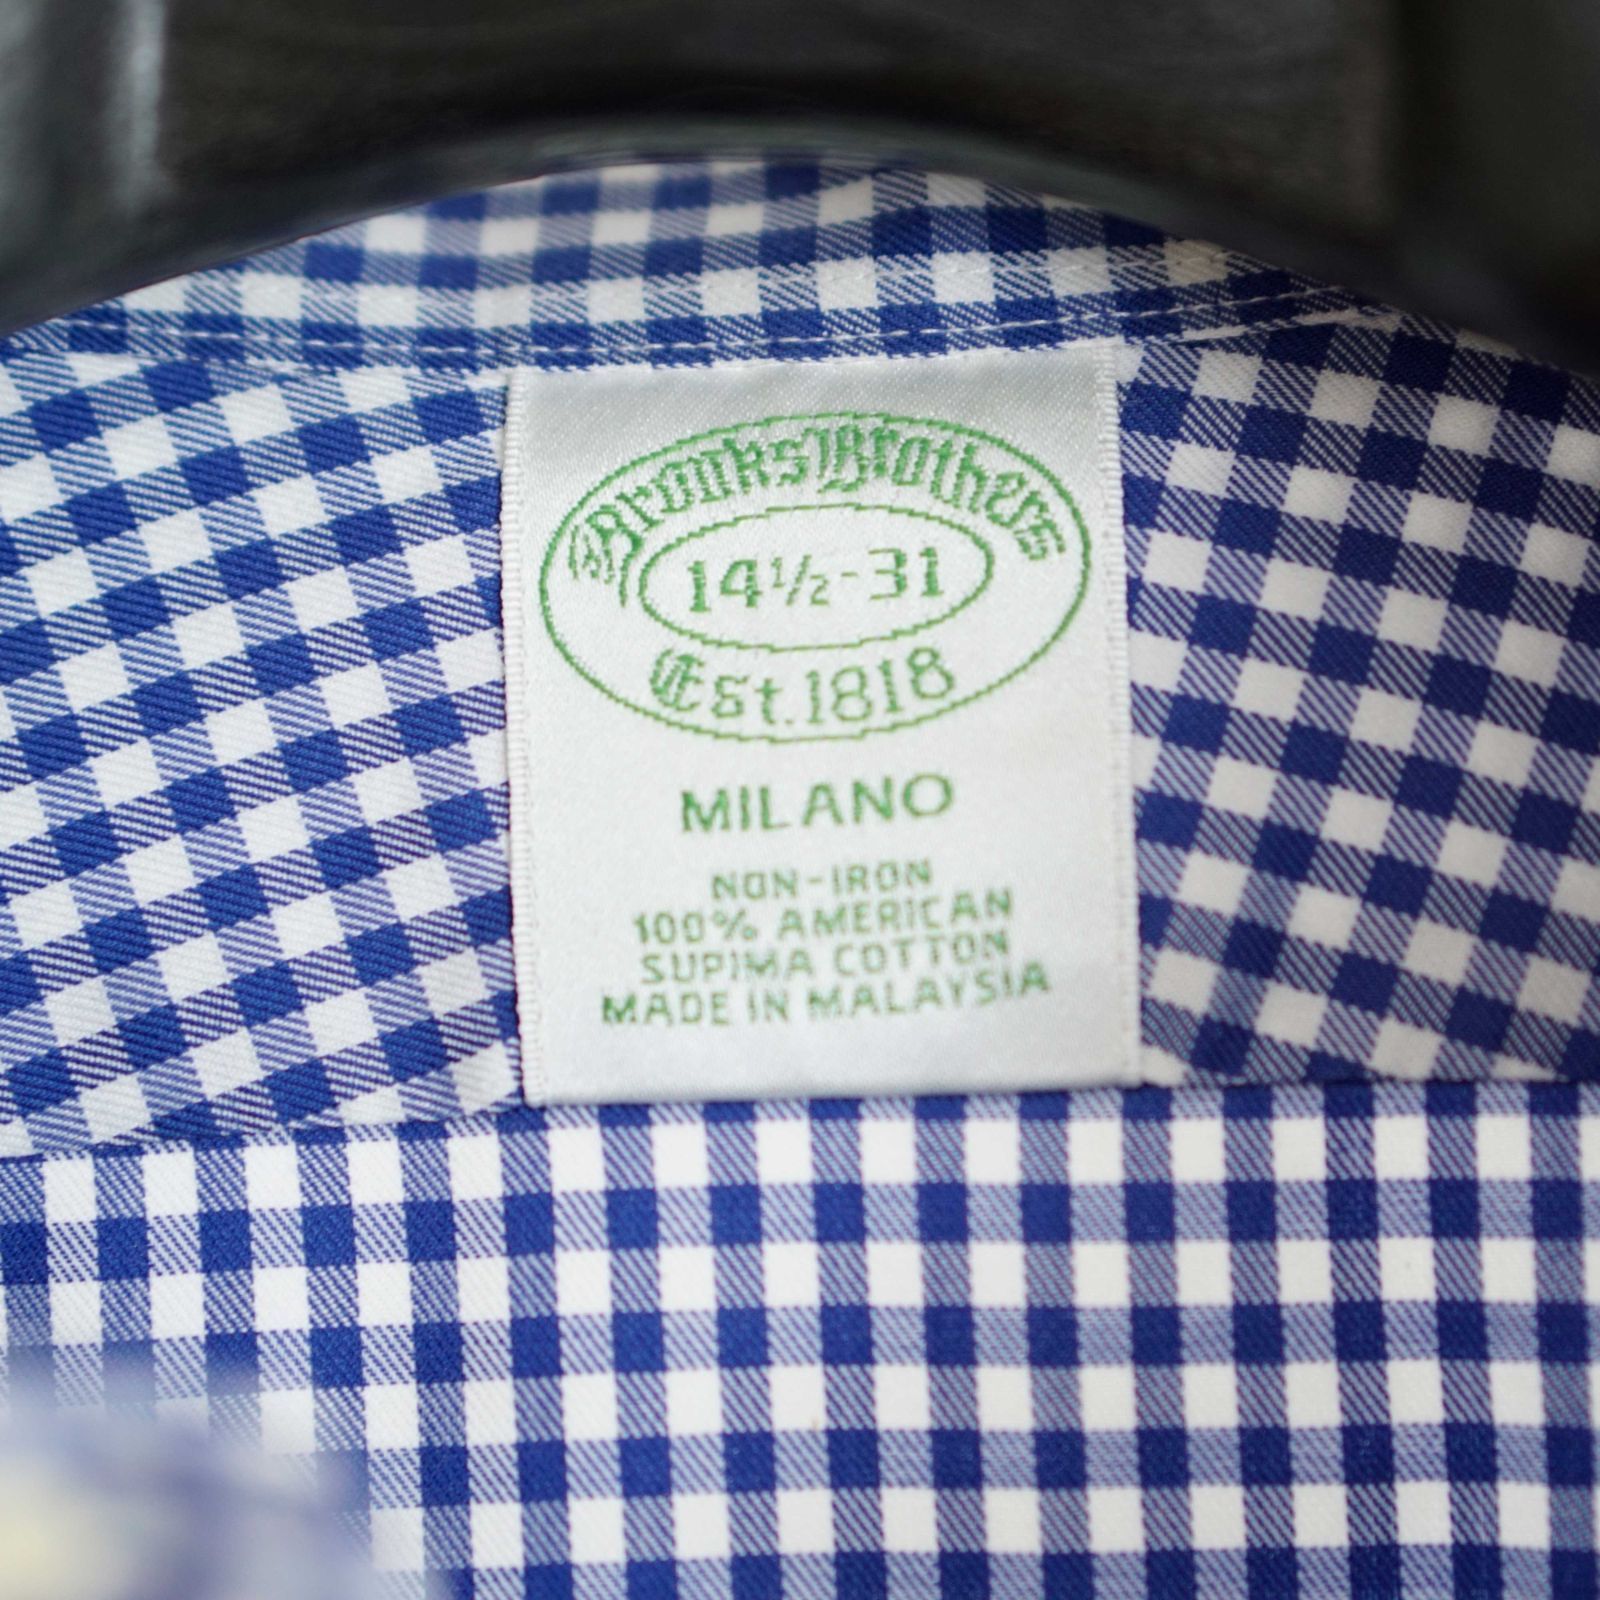 Brooks Brothers
14½-31
Est. 1818
MILANO
NON-IRON
100% AMERICAN
SUPIMA COTTON
MADE IN MALAYSIA